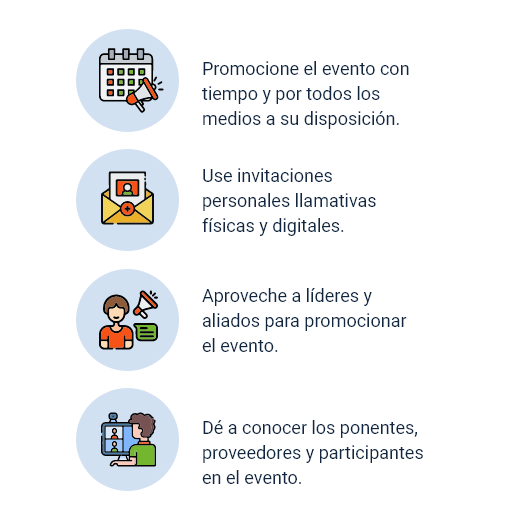 Promocione el evento con
tiempo y por todos los
medios a su disposición.
Use invitaciones
personales llamativas
físicas y digitales.
Aproveche a líderes y
aliados para promocionar
el evento.
Dé a conocer los ponentes,
proveedores y participantes
en el evento.